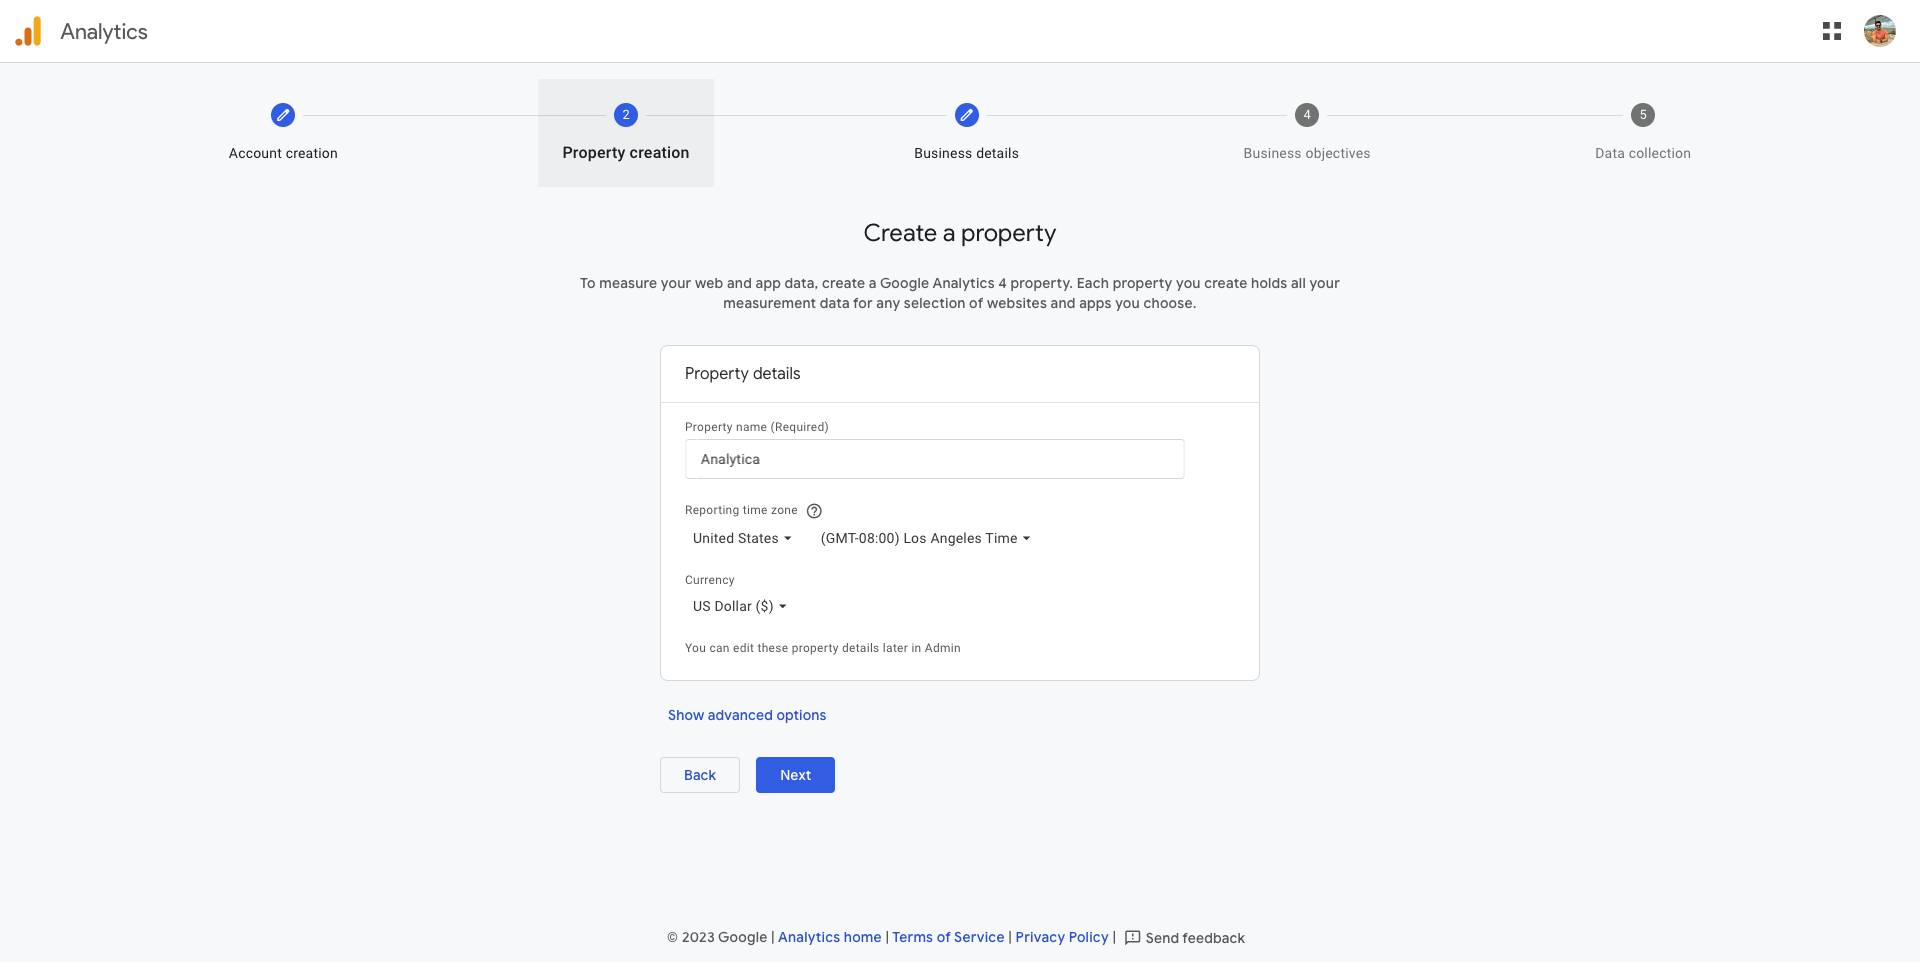 Analytics
2
4
5
Account creation
Property creation
Business details
Business objectives
Data collection
Create a property
To measure your web and app data, create a Google Analytics 4 property. Each property you create holds all your
measurement data for any selection of websites and apps you choose.
Property details
Property name (Required)
Analytica
Reporting time zone ?
United States (GMT-08:00) Los Angeles Time
Currency
US Dollar ($)
You can edit these property details later in Admin
Show advanced options
Back Next
© 2023 Google | Analytics home | Terms of Service | Privacy Policy | Send feedback